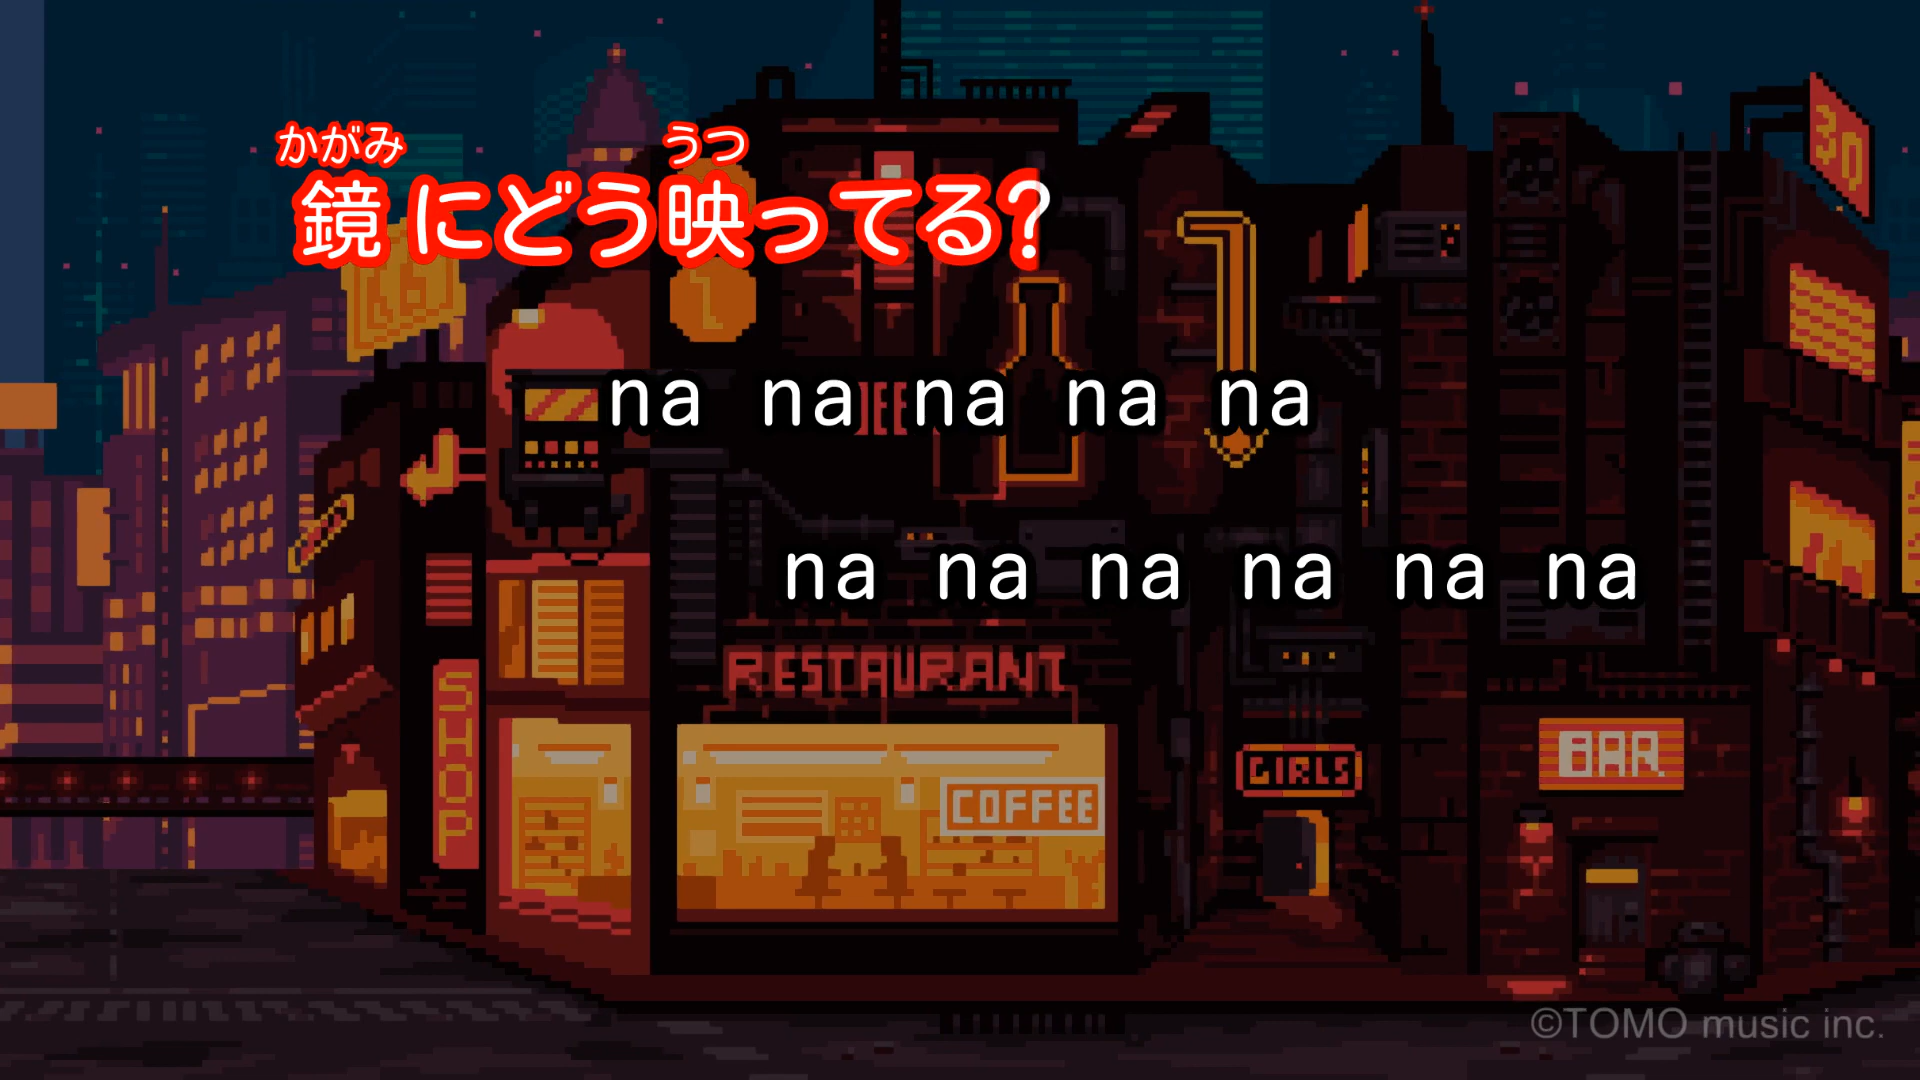 かがみ うつ
鏡にどう映ってる?
na na na na na
na na na na na na
RESTAURANT
SHOP
COFFEE
GIRLS
BAR
©TOMO music inc.